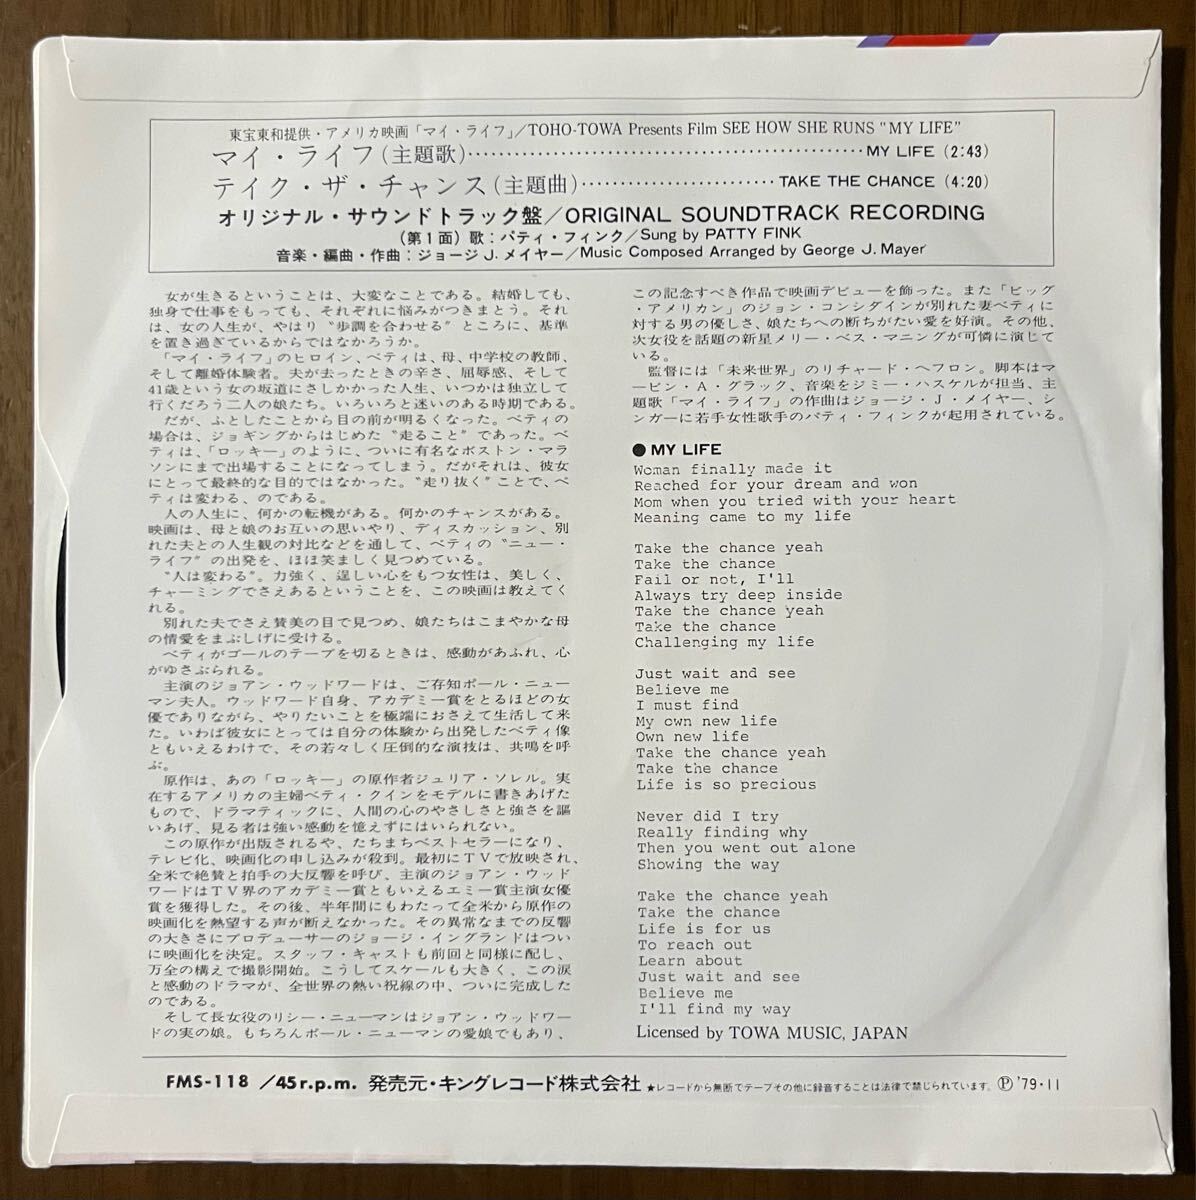 東宝東和提供・アメリカ映画「マイ・ライフ」/TOHO-TOWA Presents Film SEE HOW SHE RUNS "MY LIFE"
マイ・ライフ(主題歌)・・・・・・・・・・・・・・・・・・・・・・・・・MY LIFE (2:43)
テイク・ザ・チャンス(主題曲)・・・・・・・・・・・・・TAKE THE CHANCE (4:20)
オリジナル・サウンドトラック盤/ORIGINAL SOUNDTRACK RECORDING
(第1面)歌:パティ・フィンク/Sung by PATTY FINK
音楽・編曲・作曲:ジョージJ.メイヤー/Music Composed Arranged by George J. Mayer
女が生きるということは、大変なことである。結婚しても、
独身で仕事をもっても、それぞれに悩みがつきまとう。それ
は、女の人生が、やはり“歩調を合わせる”ところに、基準
を置き過ぎているからではなかろうか。
「マイ・ライフ」のヒロイン、ベティは、母、中学校の教師、
そして離婚体験者。夫が去ったときの辛さ、屈辱感、そして
41歳という女の坂道にさしかかった人生、いつかは独立して
行くだろう二人の娘たち。いろいろと迷いのある時期である。
だが、ふとしたことから目の前が明るくなった。ベティの
場合は、ジョギングからはじめた“走ること”であった。ベ
ティは、「ロッキー」のように、ついに有名なボストン・マラ
ソンにまで出場することになってしまう。だがそれは、彼女
にとって最終的な目的ではなかった。“走り抜く”ことで、ベ
ティは変わる、のである。
人の人生に、何かの転機がある。何かのチャンスがある。
映画は、母と娘のお互いの思いやり、ディスカッション、別
れた夫との人生観の対比などを通して、ベティの“ニュー・
ライフ”の出発を、ほほ笑ましく見つめている。
“人は変わる”。力強く、逞しい心をもつ女性は、美しく、
チャーミングでさえあるということを、この映画は教えてく
れる。
別れた夫でさえ賛美の目で見つめ、娘たちはこまやかな母
の情愛をまぶしげに受ける。
ベティがゴールのテープを切るときは、感動があふれ、心
がゆさぶられる。
主演のジョアン・ウッドワードは、ご存知ポール・ニュー
マン夫人。ウッドワード自身、アカデミー賞をとるほどの女
優でありながら、やりたいことを極端におさえて生活して来
た。いわば彼女にとっては自分の体験から出発したベティ像
ともいえるわけで、その若々しく圧倒的な演技は、共鳴を呼
ぶ。
原作は、あの「ロッキー」の原作者ジュリア・ソレル。実
在するアメリカの主婦ベティ・クインをモデルに書きあげた
もので、ドラマティックに、人間の心のやさしさと強さを謳
いあげ、見る者は強い感動を憶えずにはいられない。
この原作が出版されるや、たちまちベストセラーになり、
テレビ化、映画化の申し込みが殺到。最初にTVで放映され、
全米で絶賛と拍手の大反響を呼び、主演のジョアン・ウッド
ワードはTV界のアカデミー賞ともいえるエミー賞主演女優
賞を獲得した。その後、半年間にもわたって全米から原作の
映画化を熱望する声が断えなかった。その異常なまでの反響
の大きさにプロデューサーのジョージ・イングランドはつい
に映画化を決定。スタッフ・キャストも前回と同様に配し、
万全の構えで撮影開始。こうしてスケールも大きく、この涙
と感動のドラマが、全世界の熱い視線の中、ついに完成した
のである。
そして長女役のリシー・ニューマンはジョアン・ウッドワー
ドの実の娘。もちろんポール・ニューマンの愛娘でもあり、
この記念すべき作品で映画デビューを飾った。また「ビッグ
・アメリカン」のジョン・コンシダインが別れた妻ベティに
対する男の優しさ、娘たちへの断ちがたい愛を好演。その他、
次女役を話題の新星メリー・ベス・マニングが可憐に演じて
いる。
監督には「未来世界」のリチャード・ヘフロン。脚本はマ
ービン・A・グラック、音楽をジミー・ハスケルが担当、主
題歌「マイ・ライフ」の作曲はジョージ・J・メイヤー、シ
ンガーに若手女性歌手のパティ・フィンクが起用されている。
●MY LIFE
Woman finally made it
Reached for your dream and won
Mom when you tried with your heart
Meaning came to my life
Take the chance yeah
Take the chance
Fail or not, I'll
Always try deep inside
Take the chance yeah
Take the chance
Challenging my life
Just wait and see
Believe me
I must find
My own new life
Own new life
Take the chance yeah
Take the chance
Life is so precious
Never did I try
Really finding why
Then you went out alone
Showing the way
Take the chance yeah
Take the chance
Life is for us
To reach out
Learn about
Just wait and see
Believe me
I'll find my way
Licensed by TOWA MUSIC, JAPAN
FMS-118 /45 r.p.m. 発売元・キングレコード株式会社 ★レコードから無断でテープその他に録音することは法律で禁じられています。Ⓟ'79・11